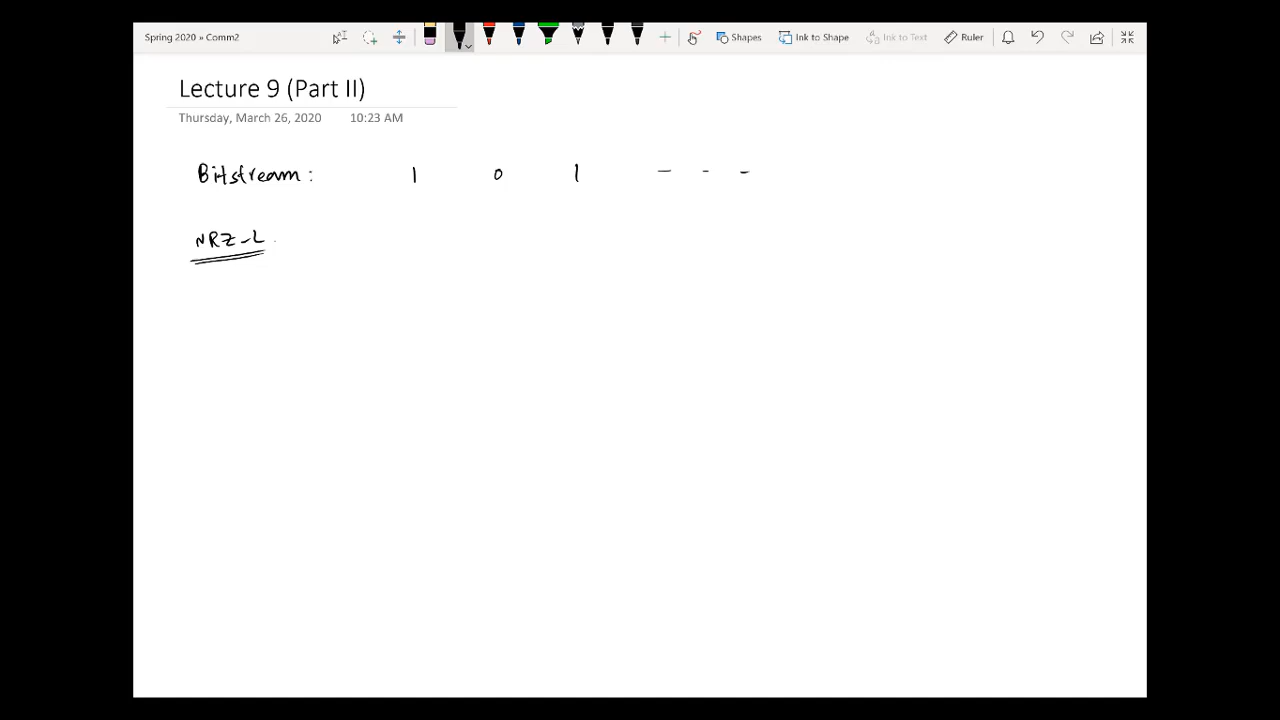 Spring 2020 » Comm2
Shapes
Ink to Shape
Ink to Text
Ruler
Lecture 9 (Part II)
Thursday, March 26, 2020 10:23 AM
Bitstream : 1 0 1 - - -
NRZ-L